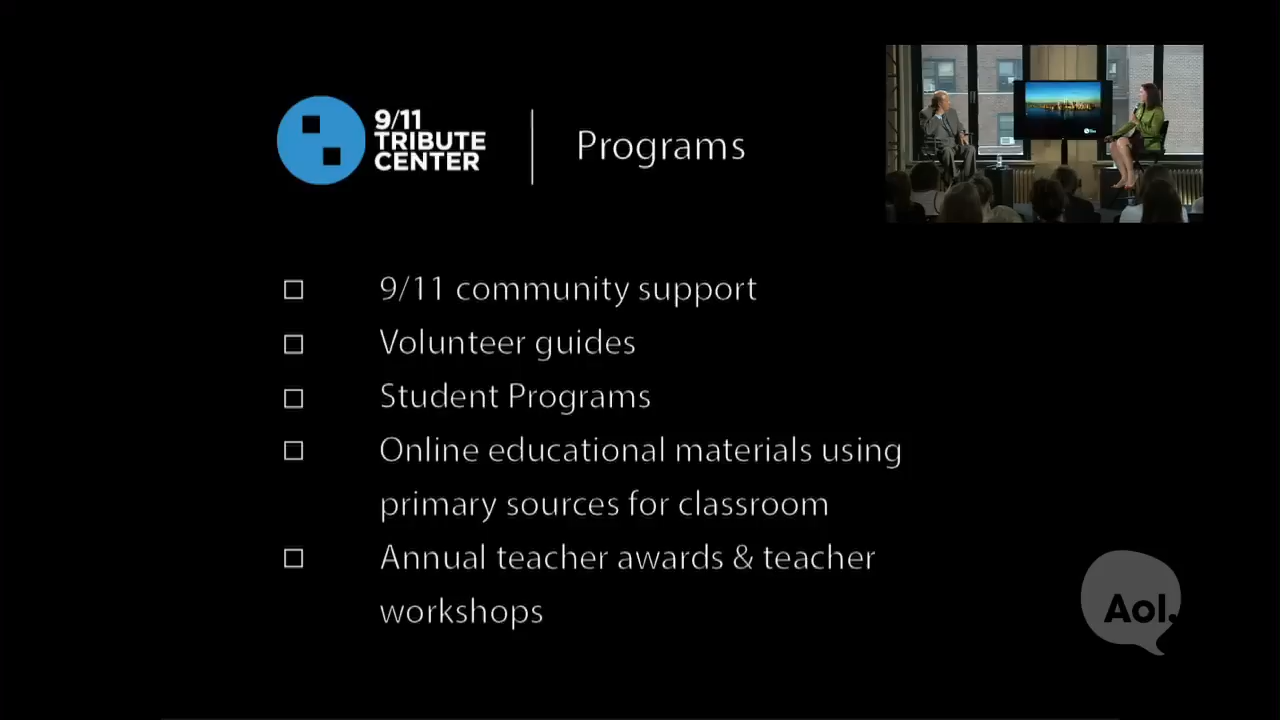 9/11
TRIBUTE
CENTER
Programs
9/11 community support
Volunteer guides
Student Programs
Online educational materials using
primary sources for classroom
Annual teacher awards & teacher
workshops
Aol.